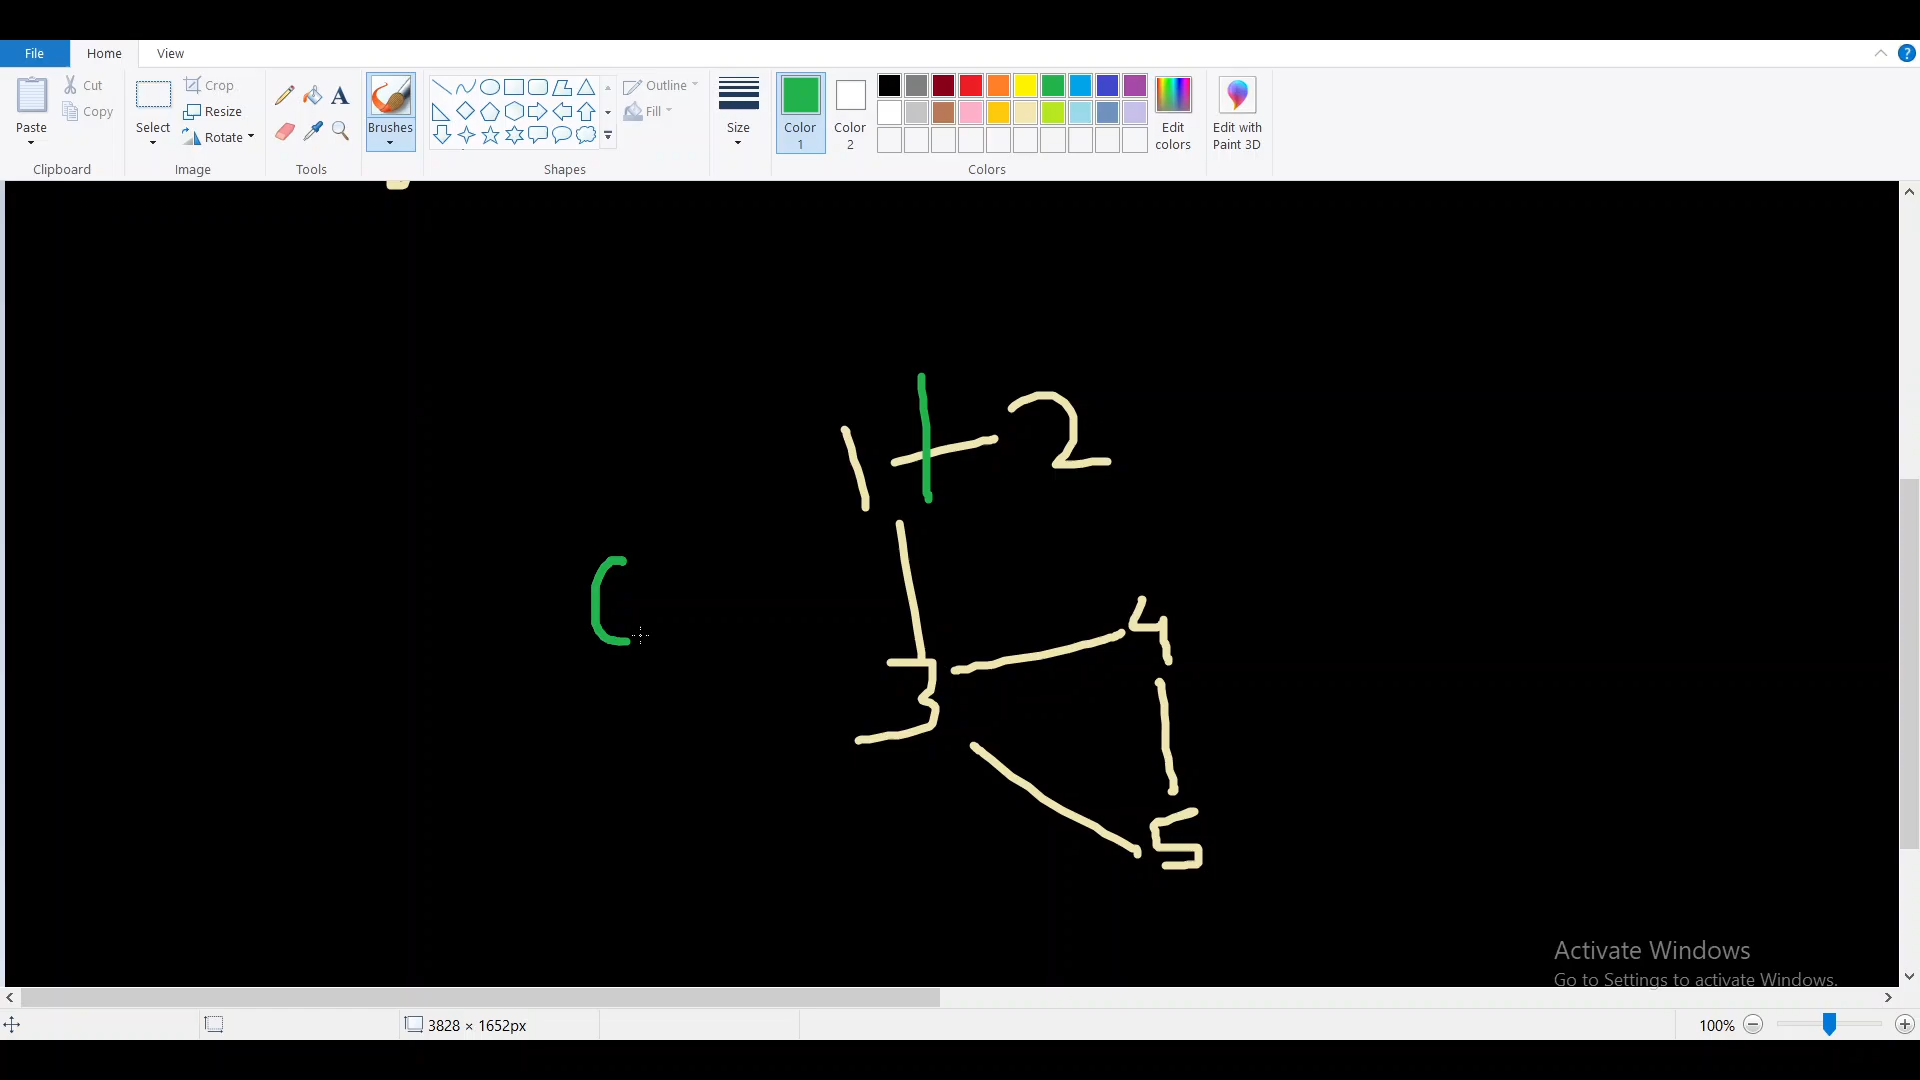 File Home View
Cut
Copy
Paste
Clipboard
Select
Crop
Resize
Rotate
Image
Tools
Brushes
Shapes
Outline
Fill
Size
Color 1
Color 2
Colors
Edit colors
Edit with Paint 3D
1 2
C
4
3
5
Activate Windows
Go to Settings to activate Windows.
3828 × 1652px
100%